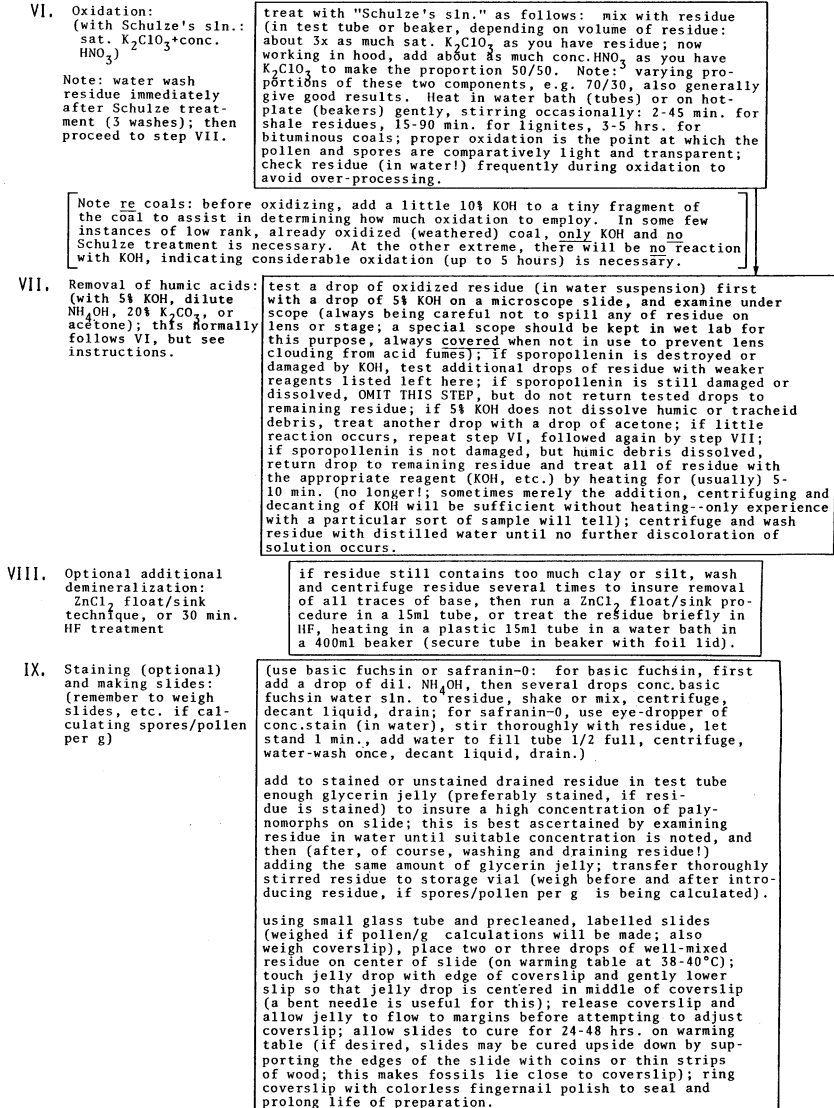 VI. Oxidation:
(with Schulze's sln.:
sat. K2ClO3+conc.
HNO3)
Note: water wash
residue immediately
after Schulze treat-
ment (3 washes); then
proceed to step VII.
treat with "Schulze's sln." as follows: mix with residue
(in test tube or beaker, depending on volume of residue:
about 3x as much sat. K2ClO3 as you have residue; now
working in hood, add about as much conc.HNO3 as you have
K2ClO3 to make the proportion 50/50. Note: varying pro-
portions of these two components, e.g. 70/30, also generally
give good results. Heat in water bath (tubes) or on hot-
plate (beakers) gently, stirring occasionally: 2-45 min. for
shale residues, 15-90 min. for lignites, 3-5 hrs. for
bituminous coals; proper oxidation is the point at which the
pollen and spores are comparatively light and transparent;
check residue (in water!) frequently during oxidation to
avoid over-processing.
Note re coals: before oxidizing, add a little 10% KOH to a tiny fragment of
the coal to assist in determining how much oxidation to employ. In some few
instances of low rank, already oxidized (weathered) coal, only KOH and no
Schulze treatment is necessary. At the other extreme, there will be no reaction
with KOH, indicating considerable oxidation (up to 5 hours) is necessary.
VII. Removal of humic acids:
(with 5% KOH, dilute
NH4OH, 20% K2CO3, or
acetone); this normally
follows VI, but see
instructions.
test a drop of oxidized residue (in water suspension) first
with a drop of 5% KOH on a microscope slide, and examine under
scope (always being careful not to spill any of residue on
lens or stage; a special scope should be kept in wet lab for
this purpose, always covered when not in use to prevent lens
clouding from acid fumes); if sporopollenin is destroyed or
damaged by KOH, test additional drops of residue with weaker
reagents listed left here; if sporopollenin is still damaged or
dissolved, OMIT THIS STEP, but do not return tested drops to
remaining residue; if 5% KOH does not dissolve humic or tracheid
debris, treat another drop with a drop of acetone; if little
reaction occurs, repeat step VI, followed again by step VII;
if sporopollenin is not damaged, but humic debris dissolved,
return drop to remaining residue and treat all of residue with
the appropriate reagent (KOH, etc.) by heating for (usually) 5-
10 min. (no longer!; sometimes merely the addition, centrifuging and
decanting of KOH will be sufficient without heating--only experience
with a particular sort of sample will tell); centrifuge and wash
residue with distilled water until no further discoloration of
solution occurs.
VIII. Optional additional
demineralization:
ZnCl2 float/sink
technique, or 30 min.
HF treatment
if residue still contains too much clay or silt, wash
and centrifuge residue several times to insure removal
of all traces of base, then run a ZnCl2 float/sink pro-
cedure in a 15ml tube, or treat the residue briefly in
HF, heating in a plastic 15ml tube in a water bath in
a 400ml beaker (secure tube in beaker with foil lid).
IX. Staining (optional)
and making slides:
(remember to weigh
slides, etc. if cal-
culating spores/pollen
per g)
(use basic fuchsin or safranin-0: for basic fuchsin, first
add a drop of dil. NH4OH, then several drops conc.basic
fuchsin water sln. to residue, shake or mix, centrifuge,
decant liquid, drain; for safranin-0, use eye-dropper of
conc.stain (in water), stir thoroughly with residue, let
stand 1 min., add water to fill tube 1/2 full, centrifuge,
water-wash once, decant liquid, drain.)
add to stained or unstained drained residue in test tube
enough glycerin jelly (preferably stained, if resi-
due is stained) to insure a high concentration of paly-
nomorphs on slide; this is best ascertained by examining
residue in water until suitable concentration is noted, and
then (after, of course, washing and draining residue!)
adding the same amount of glycerin jelly; transfer thoroughly
stirred residue to storage vial (weigh before and after intro-
ducing residue, if spores/pollen per g is being calculated).
using small glass tube and precleaned, labelled slides
(weighed if pollen/g calculations will be made; also
weigh coverslip), place two or three drops of well-mixed
residue on center of slide (on warming table at 38-40°C);
touch jelly drop with edge of coverslip and gently lower
slip so that jelly drop is centered in middle of coverslip
(a bent needle is useful for this); release coverslip and
allow jelly to flow to margins before attempting to adjust
coverslip; allow slides to cure for 24-48 hrs. on warming
table (if desired, slides may be cured upside down by sup-
porting the edges of the slide with coins or thin strips
of wood; this makes fossils lie close to coverslip); ring
coverslip with colorless fingernail polish to seal and
prolong life of preparation.